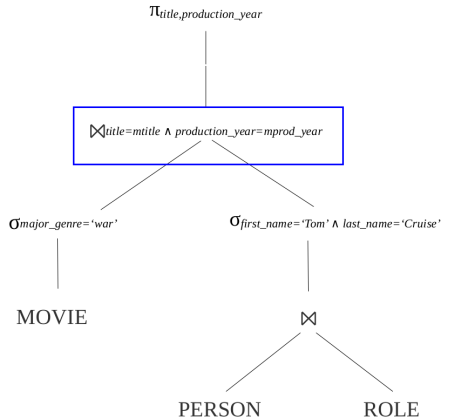 πtitle,production_year
⋈title=mtitle ∧ production_year=mprod_year
σmajor_genre=‘war’
σfirst_name=‘Tom’ ∧ last_name=‘Cruise’
MOVIE
⋈
PERSON
ROLE